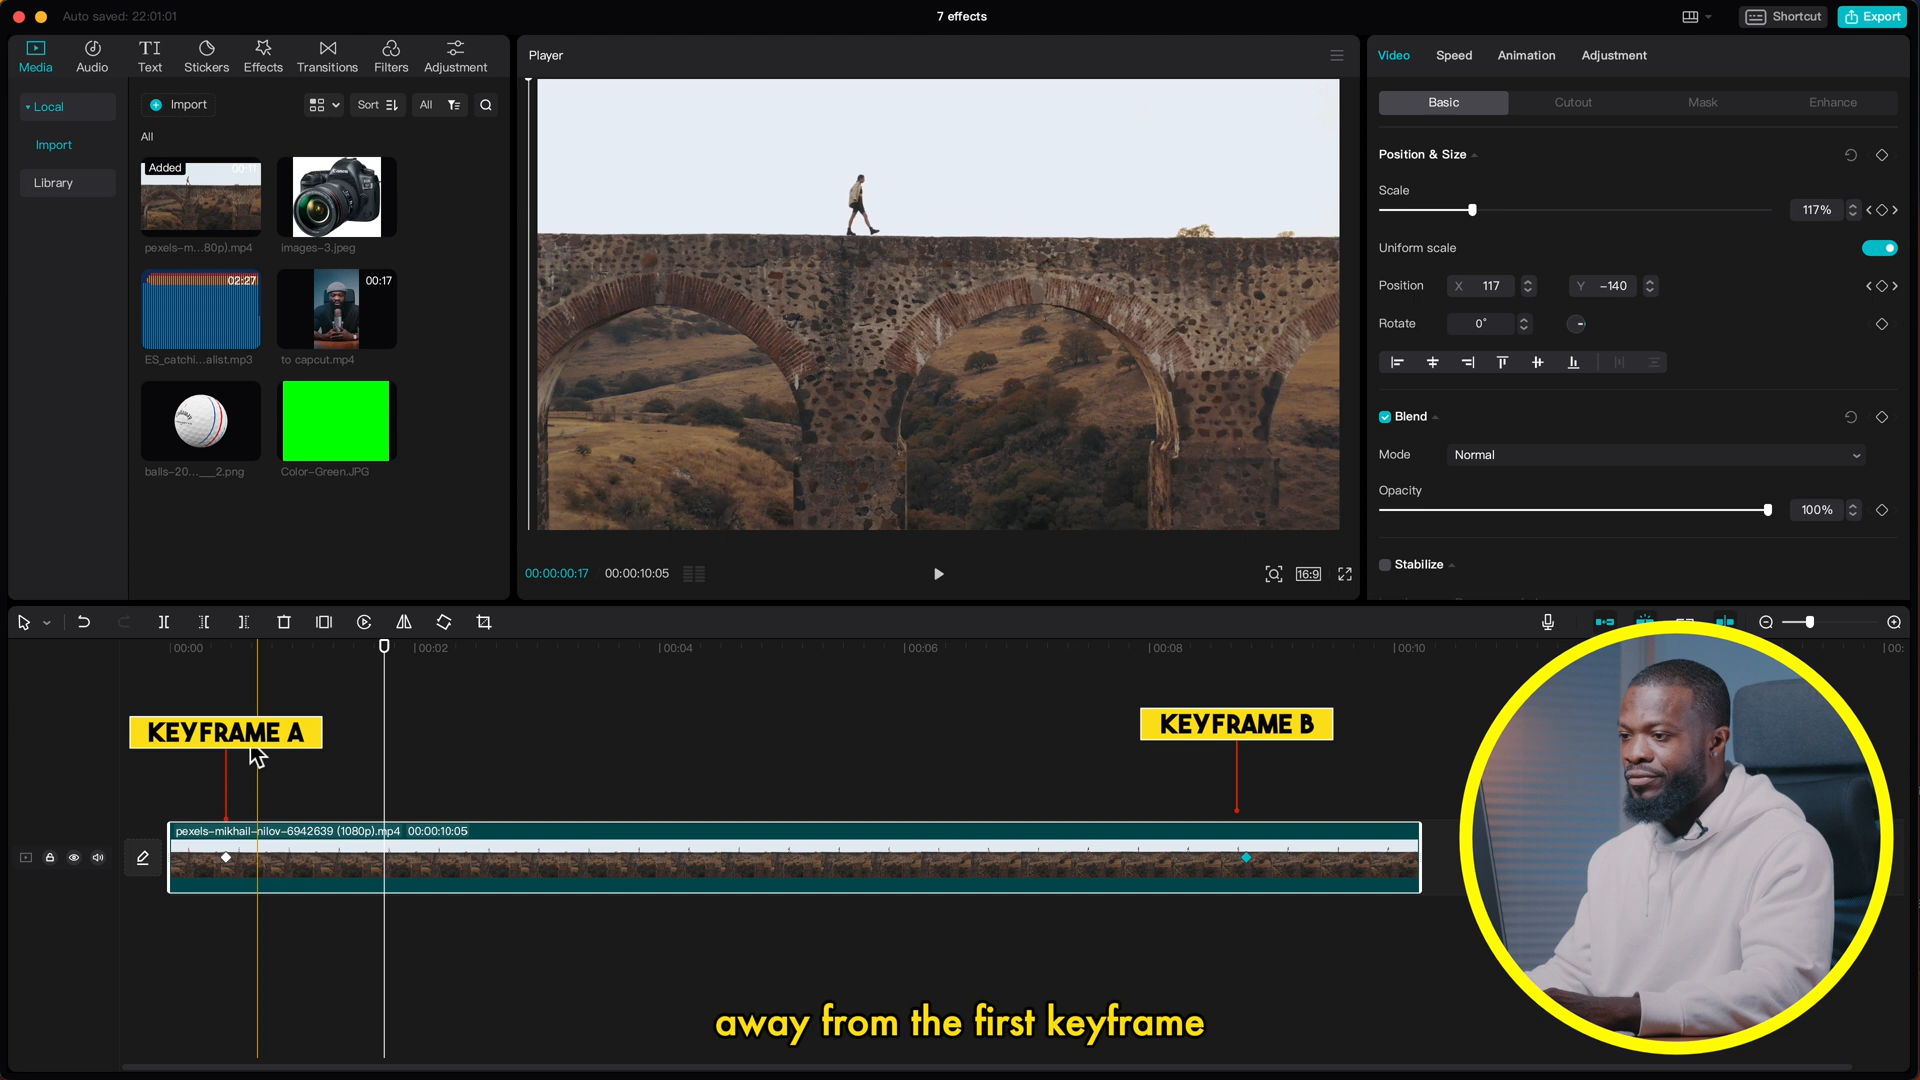 Auto saved: 22:01:01
7 effects
Shortcut
Export
Media
Audio
TI
Text
Stickers
Effects
Transitions
Filters
Adjustment
Local
Import
Library
Import
Sort
All
All
Added
pexels-m...80p).mp4
images-3.jpeg
02:27
ES_catchi...alist.mp3
00:17
to capcut.mp4
balls-20...___2.png
Color-Green.JPG
Player
00:00:00:17
00:00:10:05
16:9
Video
Speed
Animation
Adjustment
Basic
Cutout
Mask
Enhance
Position & Size
Scale
117%
Uniform scale
Position
X 117
Y -140
Rotate
0°
Blend
Mode
Normal
Opacity
100%
Stabilize
00:00
00:02
00:04
00:06
00:08
00:10
00:
KEYFRAME A
KEYFRAME B
pexels-mikhail-nilov-6942639 (1080p).mp4 00:00:10:05
away from the first keyframe